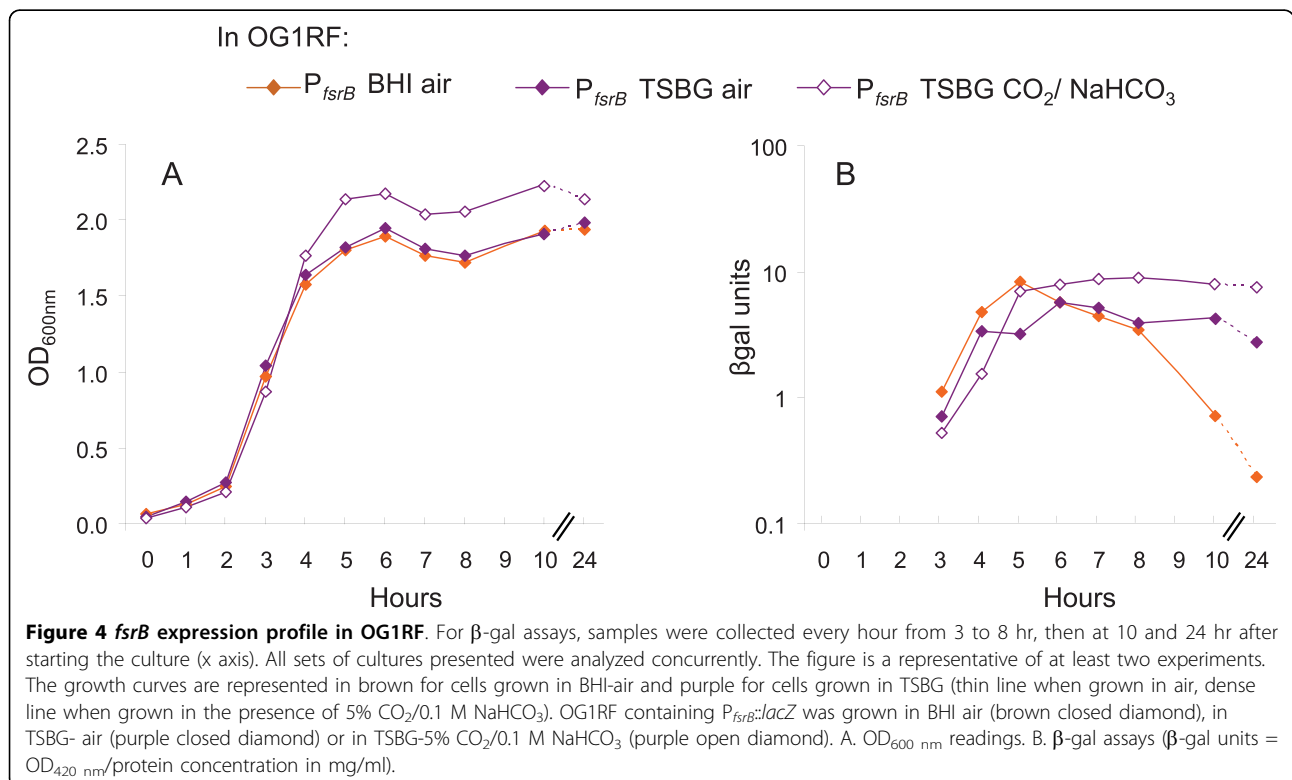 In OG1RF:
PfsrB BHI air PfsrB TSBG air PfsrB TSBG CO2/ NaHCO3
A
OD600nm
2.5
2.0
1.5
1.0
0.5
0.0
0 1 2 3 4 5 6 7 8 9 10 24
Hours
B
βgal units
100
10
1
0.1
0 1 2 3 4 5 6 7 8 9 10 24
Hours
Figure 4 fsrB expression profile in OG1RF. For β-gal assays, samples were collected every hour from 3 to 8 hr, then at 10 and 24 hr after
starting the culture (x axis). All sets of cultures presented were analyzed concurrently. The figure is a representative of at least two experiments.
The growth curves are represented in brown for cells grown in BHI-air and purple for cells grown in TSBG (thin line when grown in air, dense
line when grown in the presence of 5% CO2/0.1 M NaHCO3). OG1RF containing PfsrB::lacZ was grown in BHI air (brown closed diamond), in
TSBG- air (purple closed diamond) or in TSBG-5% CO2/0.1 M NaHCO3 (purple open diamond). A. OD600 nm readings. B. β-gal assays (β-gal units =
OD420 nm/protein concentration in mg/ml).